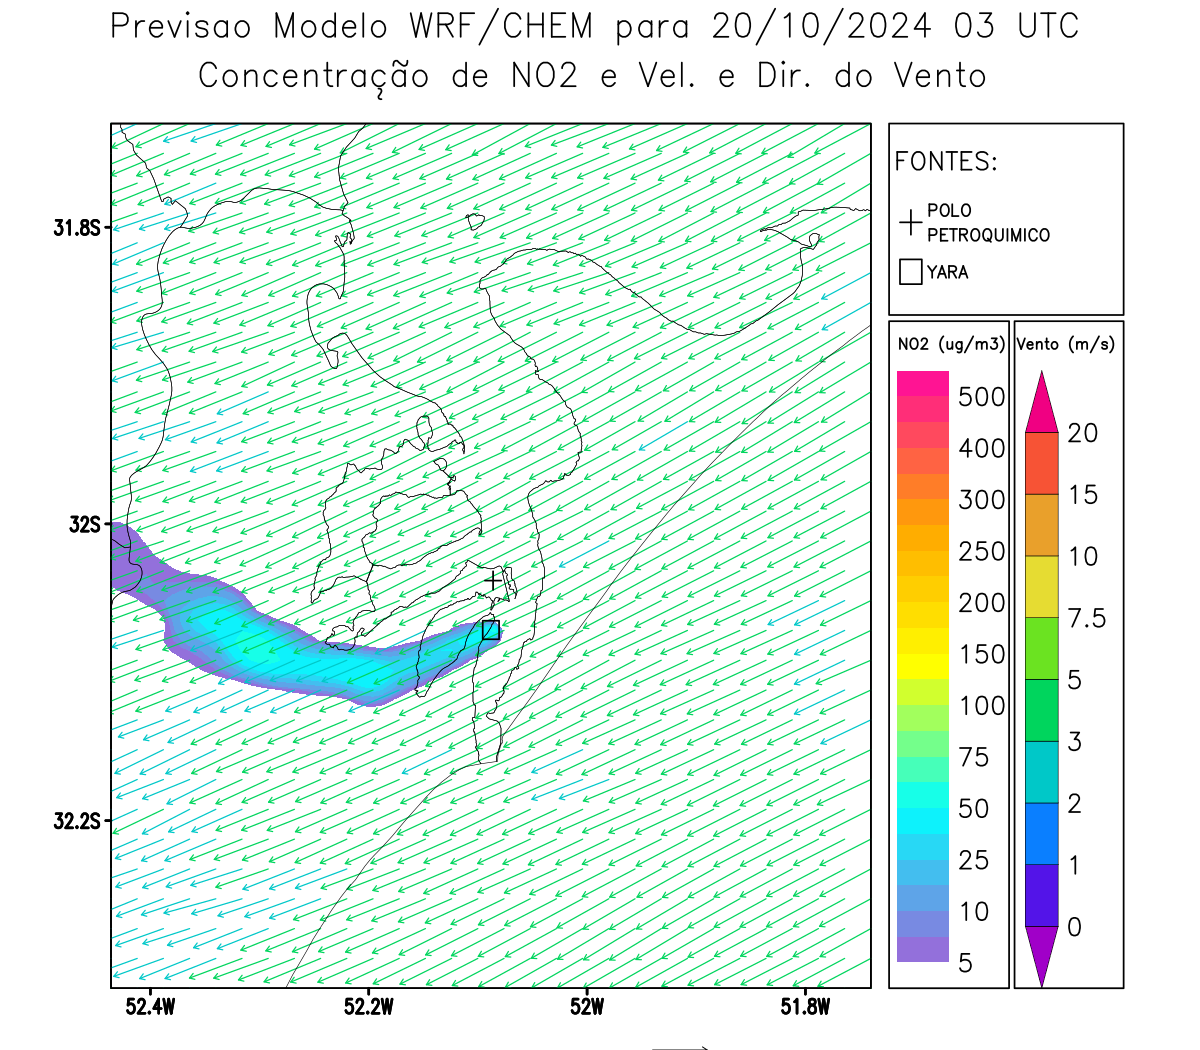 Previsao Modelo WRF/CHEM para 20/10/2024 03 UTC
Concentração de NO2 e Vel. e Dir. do Vento
FONTES:
POLO
PETROQUIMICO
YARA
NO2 (ug/m3)
500
400
300
250
200
150
100
75
50
25
10
5
Vento (m/s)
20
15
10
7.5
5
3
2
1
0
31.8S
32S
32.2S
52.4W
52.2W
52W
51.8W